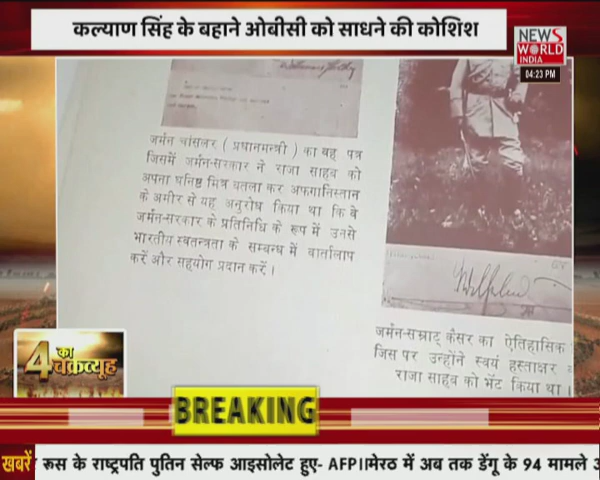 कल्याण सिंह के बहाने ओबीसी को साधने की कोशिश
NEWS
WORLD
INDIA
04:23 PM
जर्मन चांसलर ( प्रधानमन्त्री ) का वह पत्र
जिसमें जर्मन-सरकार ने राजा साहब को
अपना घनिष्ठ मित्र बतला कर अफगानिस्तान
के अमीर से यह अनुरोध किया था कि वे
जर्मन-सरकार के प्रतिनिधि के रूप में उनसे
भारतीय स्वतन्त्रता के सम्बन्ध में वार्तालाप
करें और सहयोग प्रदान करें ।
जर्मन-सम्राट् कैसर का ऐतिहासिक
जिस पर उन्होंने स्वयं हस्ताक्षर
राजा साहब को भेंट किया था ।
4 का
चक्रव्यूह
BREAKING
खबरें रूस के राष्ट्रपति पुतिन सेल्फ आइसोलेट हुए- AFP||मेरठ में अब तक डेंगू के 94 मामले